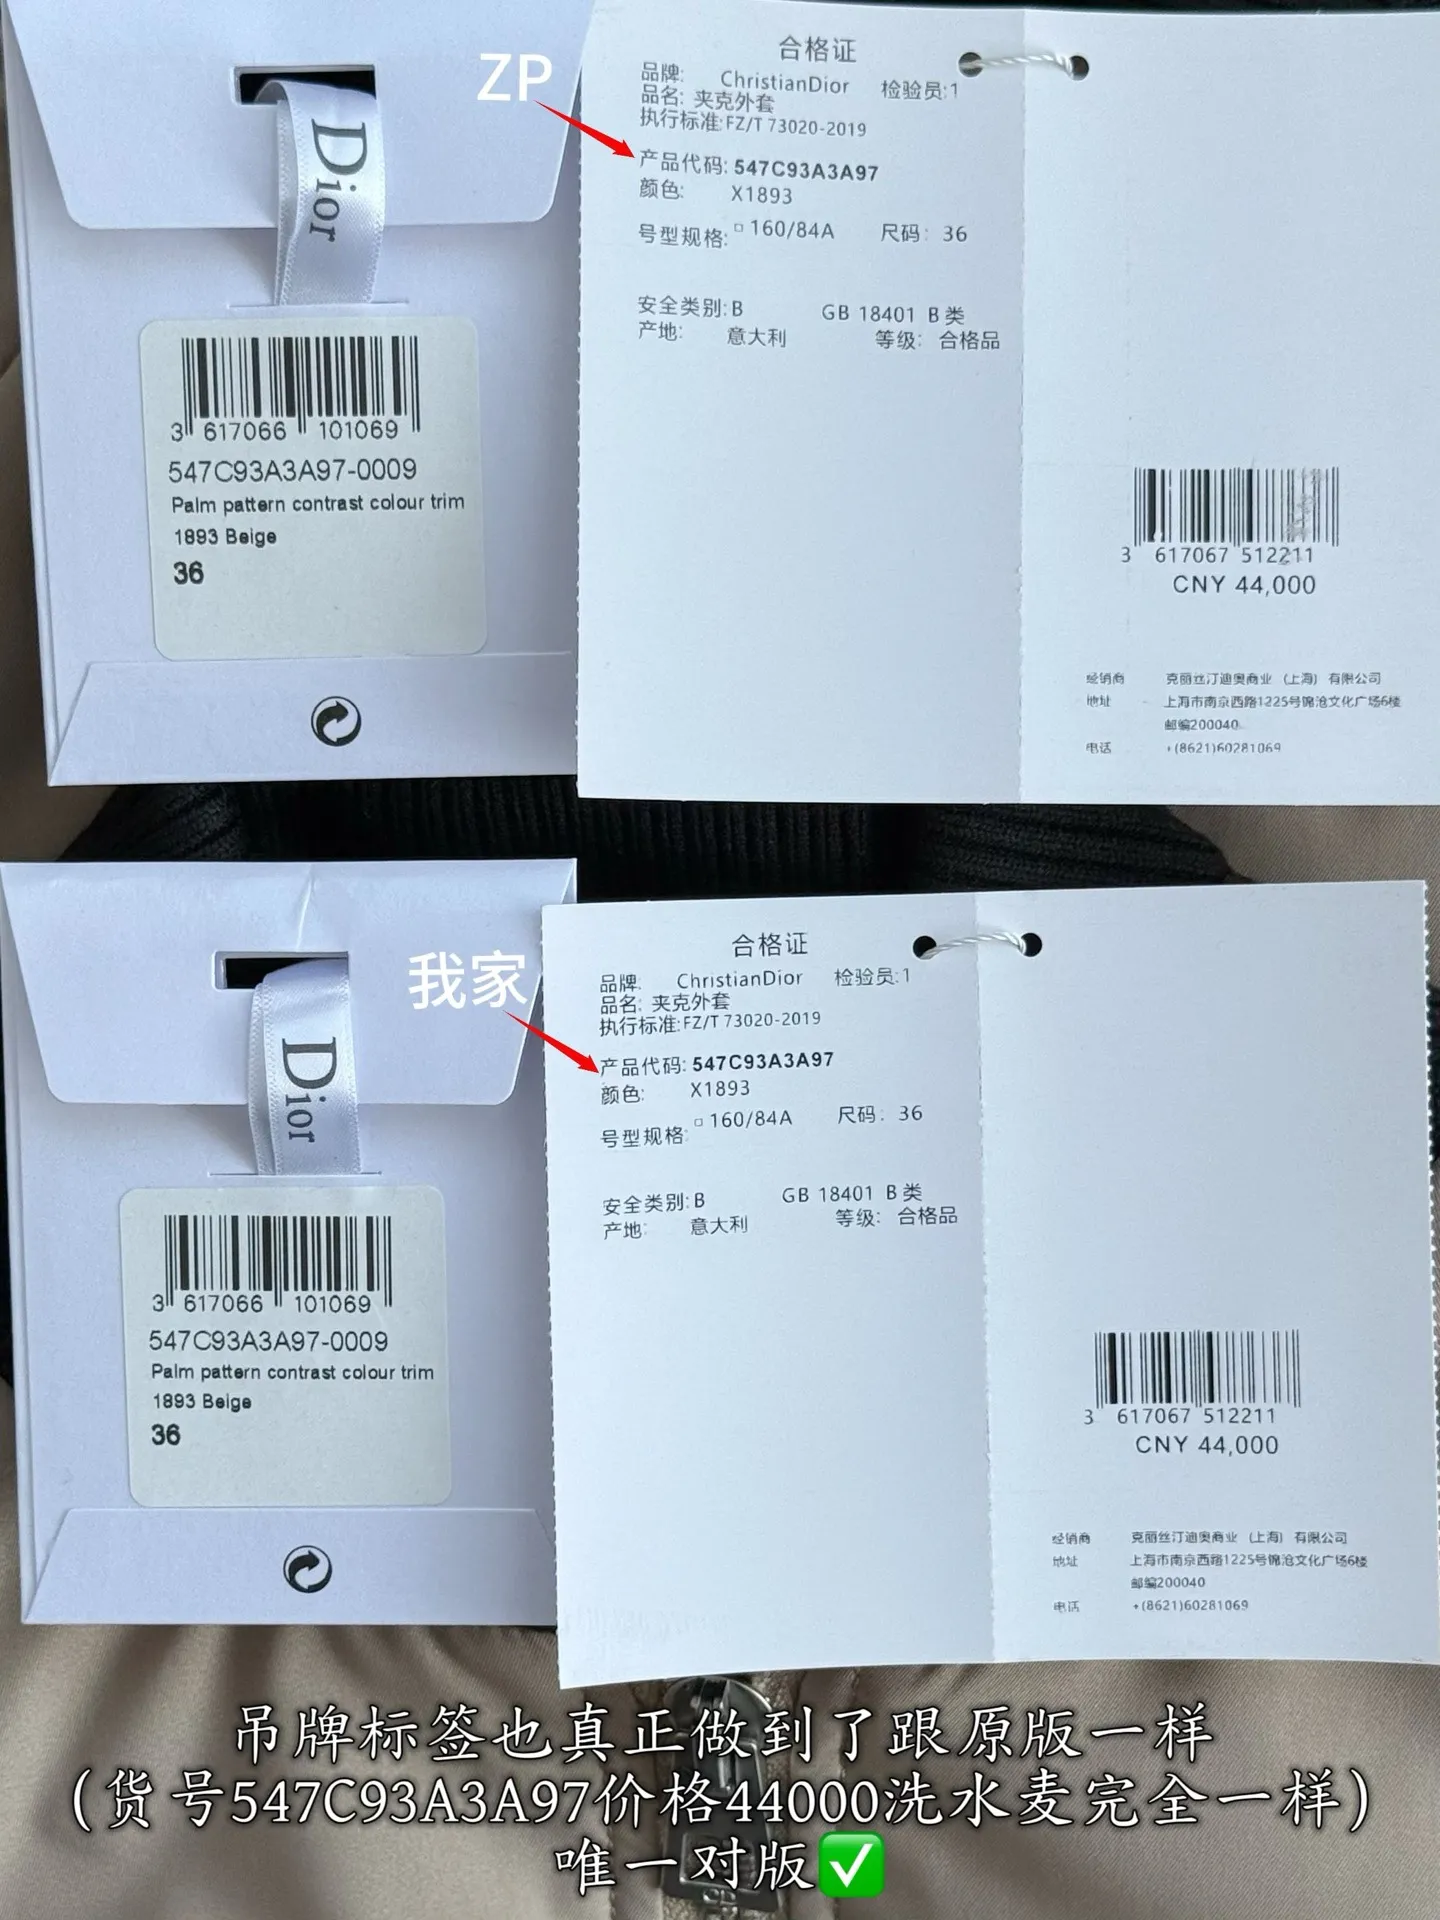 ZP
Dior
3 617066 101069
547C93A3A97-0009
Palm pattern contrast colour trim
1893 Beige
36
合格证
品牌: ChristianDior 检验员:1
品名: 夹克外套
执行标准:FZ/T 73020-2019
产品代码: 547C93A3A97
颜色: X1893
号型规格: □ 160/84A 尺码: 36
安全类别: B GB 18401 B 类
产地: 意大利 等级: 合格品
3 617067 512211
CNY 44,000
经销商 克丽丝汀迪奥商业 (上海) 有限公司
地址 上海市南京西路1225号锦沧文化广场6楼
邮编200040
电话 +(8621)60281069
我家
Dior
3 617066 101069
547C93A3A97-0009
Palm pattern contrast colour trim
1893 Beige
36
合格证
品牌: ChristianDior 检验员:1
品名: 夹克外套
执行标准:FZ/T 73020-2019
产品代码: 547C93A3A97
颜色: X1893
号型规格: □ 160/84A 尺码: 36
安全类别: B GB 18401 B 类
产地: 意大利 等级: 合格品
3 617067 512211
CNY 44,000
经销商 克丽丝汀迪奥商业 (上海) 有限公司
地址 上海市南京西路1225号锦沧文化广场6楼
邮编200040
电话 +(8621)60281069
吊牌标签也真正做到了跟原版一样
(货号547C93A3A97价格44000洗水麦完全一样)
唯一对版✅